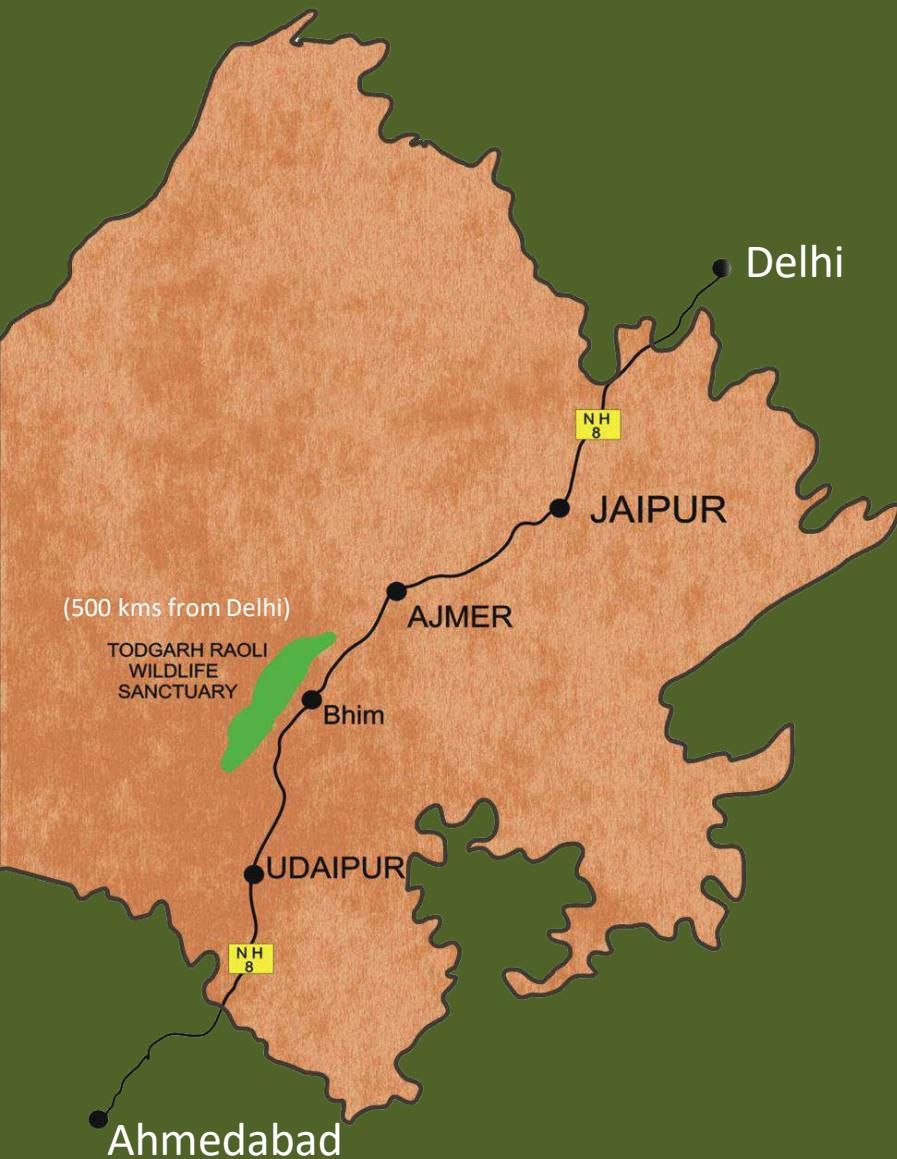 Delhi
N H
8
JAIPUR
(500 kms from Delhi)
AJMER
TODGARH RAOLI
WILDLIFE
SANCTUARY
Bhim
UDAIPUR
N H
8
Ahmedabad